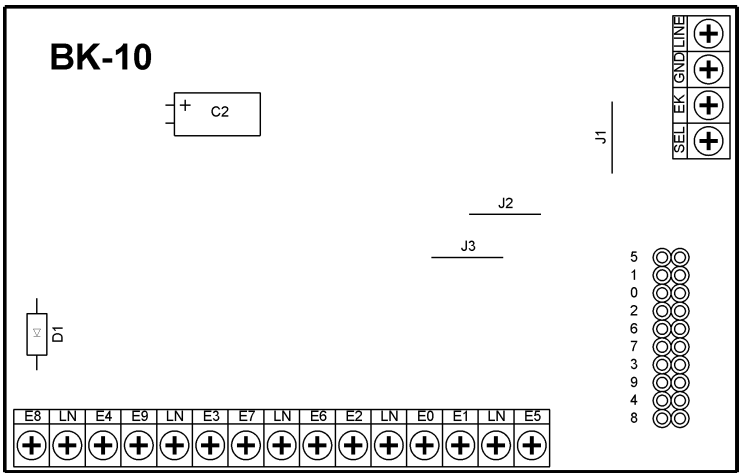 BK-10
LINE
GND
EK
SEL
+ C2
J1
J2
J3
5
1
0
2
6
7
3
9
4
8
D1
E8 LN E4 E9 LN E3 E7 LN E6 E2 LN E0 E1 LN E5